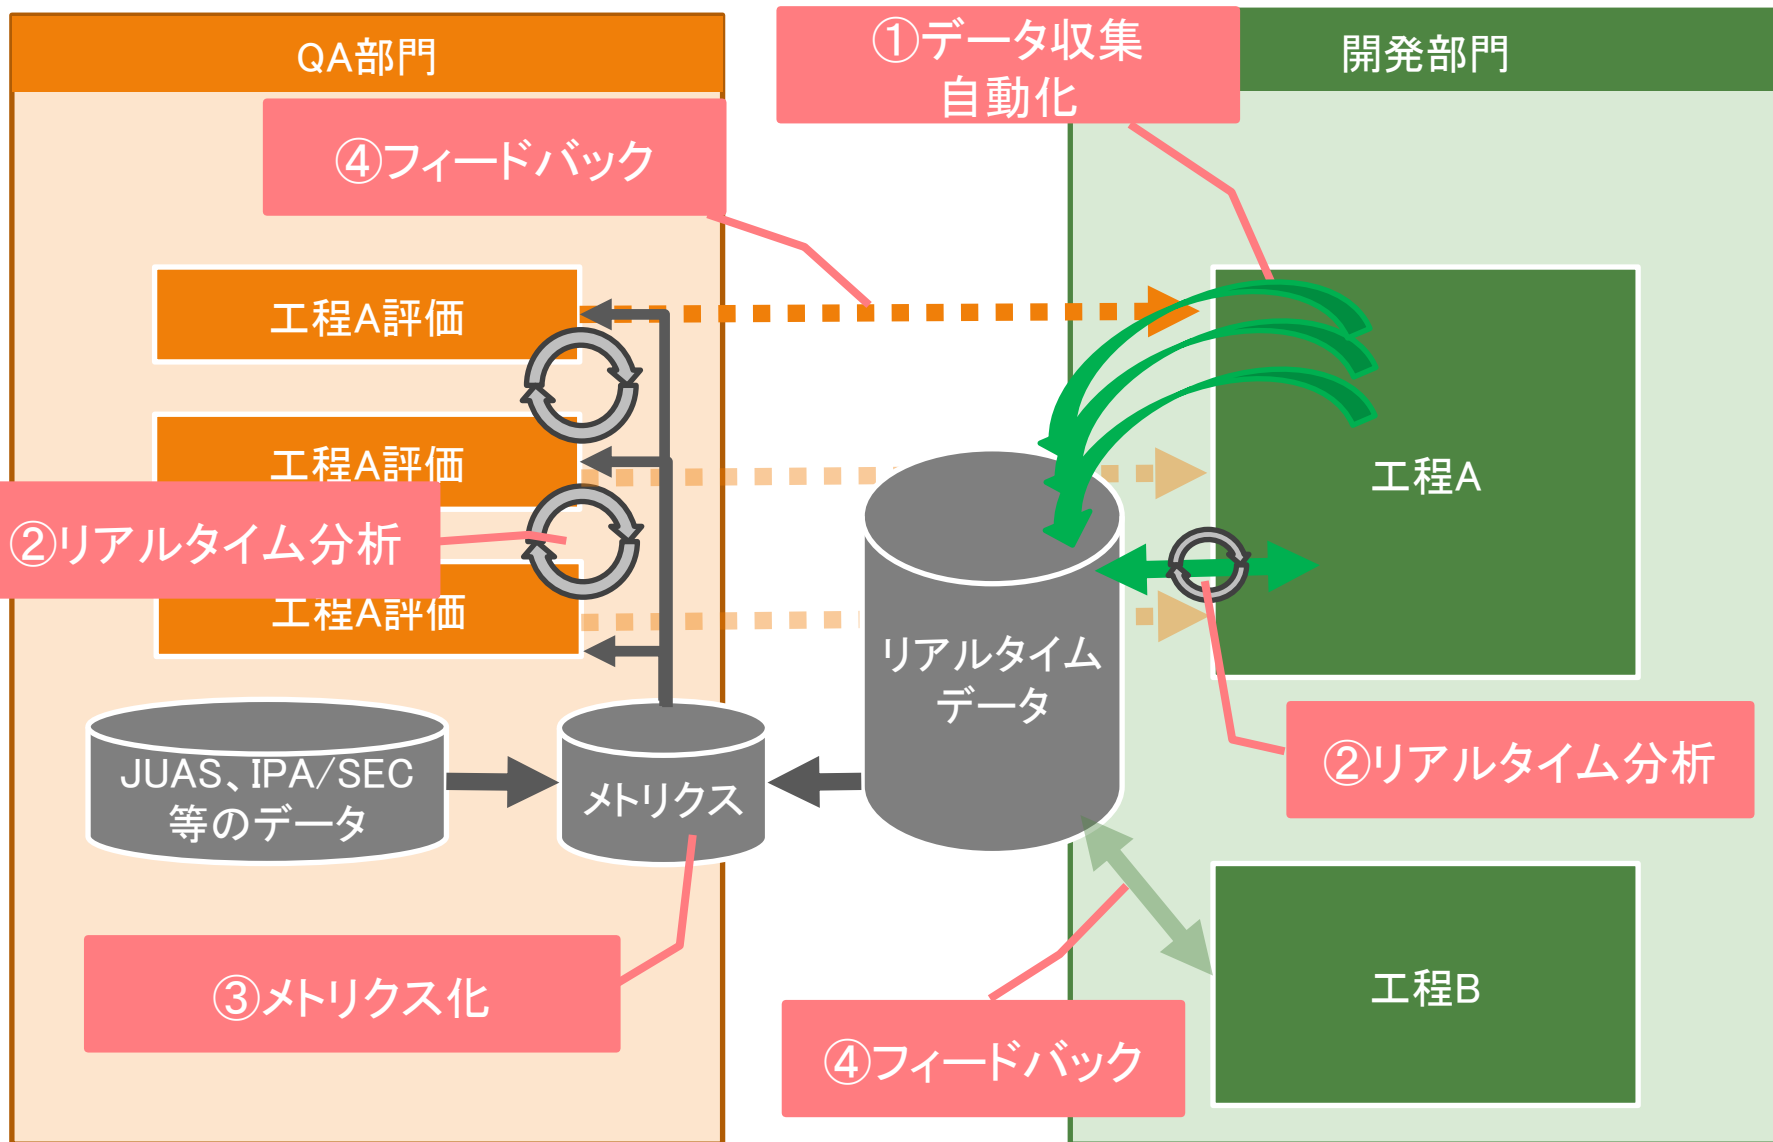 QA部門
①データ収集
自動化
開発部門
④フィードバック
工程A評価
工程A評価
②リアルタイム分析
工程A評価
工程A
リアルタイム
データ
JUAS、IPA/SEC
等のデータ
メトリクス
②リアルタイム分析
③メトリクス化
④フィードバック
工程B